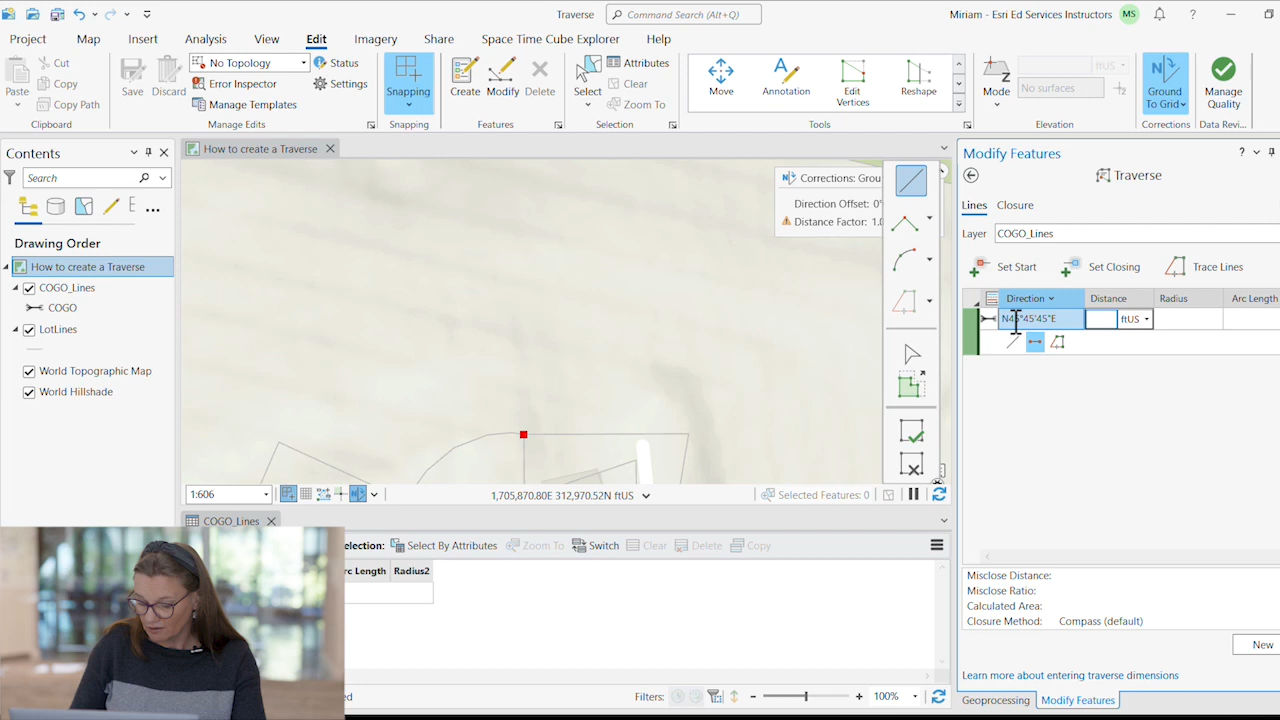 Traverse
Command Search (Alt+Q)
Miriam - Esri Ed Services Instructors
MS
Project
Map
Insert
Analysis
View
Edit
Imagery
Share
Space Time Cube Explorer
Help
Paste
Cut
Copy
Copy Path
Clipboard
Save
Discard
No Topology
Error Inspector
Manage Templates
Status
Settings
Manage Edits
Snapping
Snapping
Create
Modify
Delete
Features
Select
Attributes
Clear
Zoom To
Selection
Move
Annotation
Edit
Vertices
Reshape
Tools
Mode
ftUS
No surfaces
Elevation
Ground
To Grid
Corrections
Manage
Quality
Data Revi...
Contents
Search
Drawing Order
How to create a Traverse
COGO_Lines
COGO
LotLines
World Topographic Map
World Hillshade
How to create a Traverse
Corrections: Grou
Direction Offset: 0°
Distance Factor: 1.0
1:606
1,705,870.80E 312,970.52N ftUS
Selected Features: 0
COGO_Lines
election:
Select By Attributes
Zoom To
Switch
Clear
Delete
Copy
rc Length
Radius2
ed
Filters:
100%
Modify Features
Traverse
Lines
Closure
Layer
COGO_Lines
Set Start
Set Closing
Trace Lines
Direction
Distance
Radius
Arc Length
N45°45'45"E
ftUS
Misclose Distance:
Misclose Ratio:
Calculated Area:
Closure Method: Compass (default)
New
Learn more about entering traverse dimensions
Geoprocessing
Modify Features